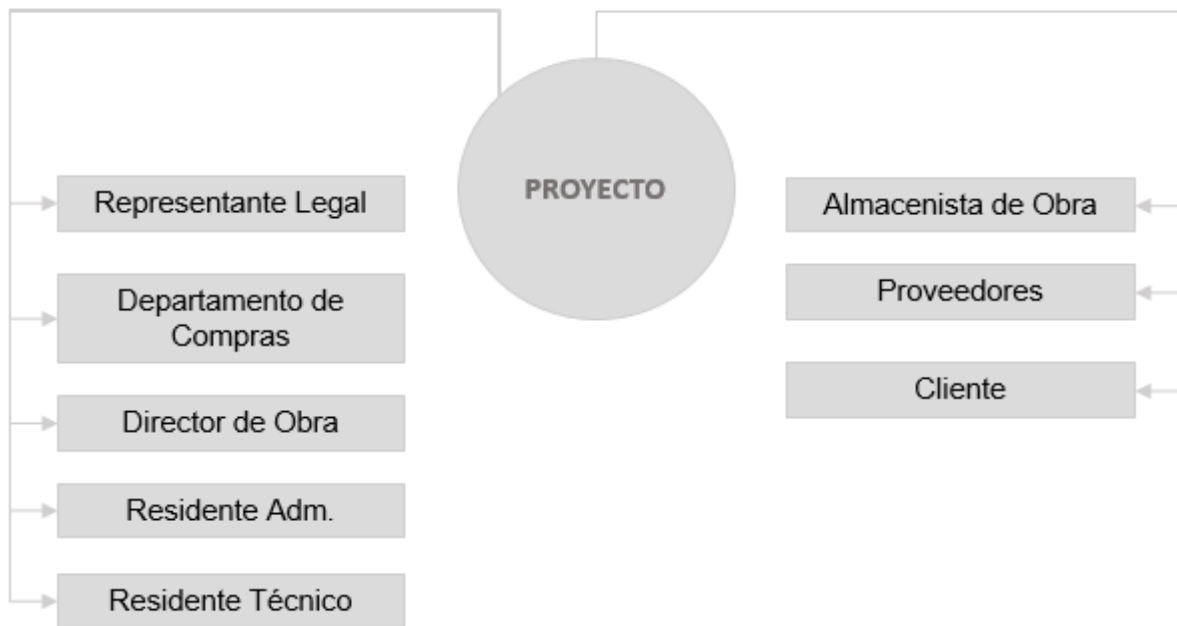 PROYECTO
Representante Legal
Departamento de
Compras
Director de Obra
Residente Adm.
Residente Técnico
Almacenista de Obra
Proveedores
Cliente